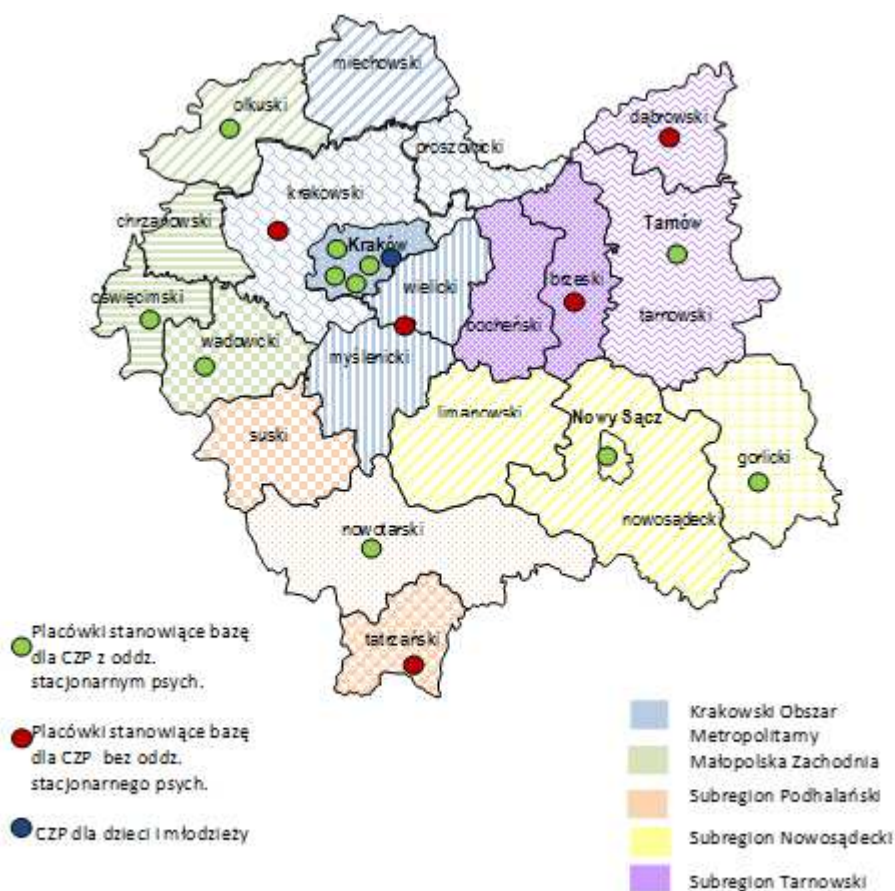 miechowski
olkuski
dąbrowski
proszowicki
krakowski
chrzanowski
Kraków
Tarnów
wielicki
brzeski
oświęcimski
bocheński
tarnowski
wadowicki
myślenicki
limanowski
Nowy Sącz
suski
gorlicki
nowotarski
nowosądecki
tatrzański
Placówki stanowiące bazę
dla CZP z oddz.
stacjonarnym psych.
Placówki stanowiące bazę
dla CZP bez oddz.
stacjonarnego psych.
CZP dla dzieci i młodzieży
Krakowski Obszar
Metropolitarny
Małopolska Zachodnia
Subregion Podhalański
Subregion Nowosądecki
Subregion Tarnowski